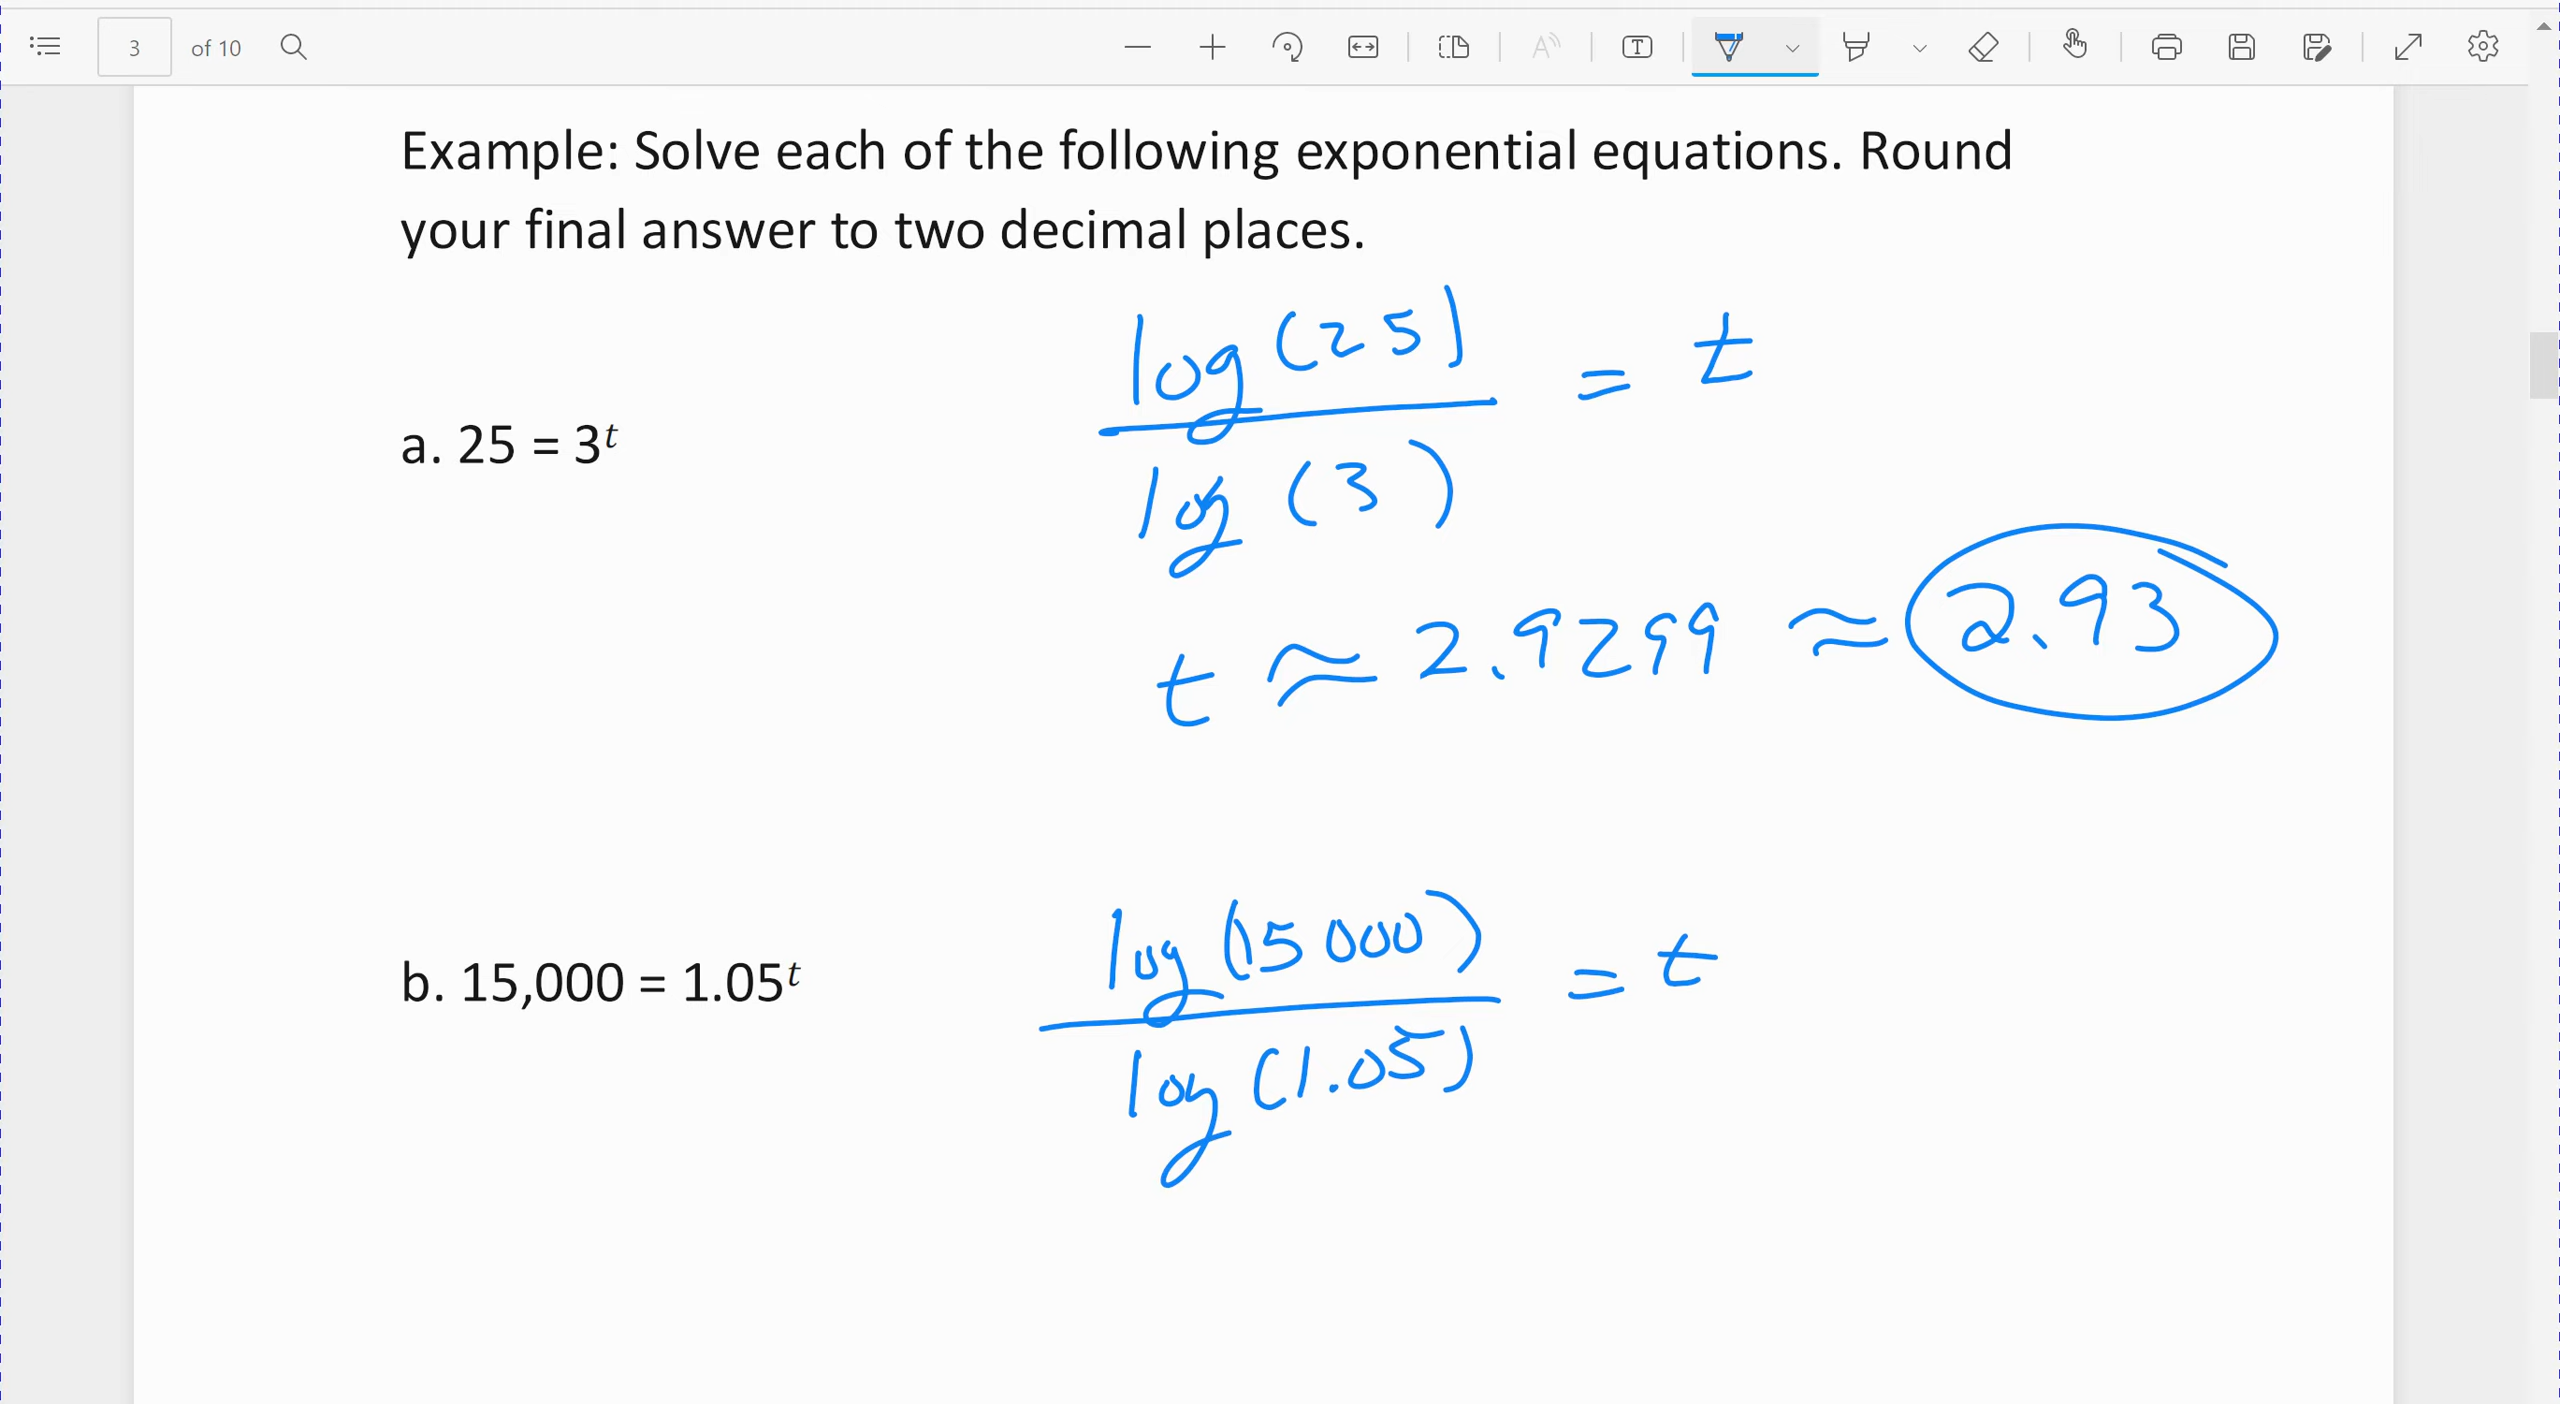 3 of 10
Example: Solve each of the following exponential equations. Round
your final answer to two decimal places.
log(25)
= t
a. 25 = 3^t
log(3)
t ≈ 2.9299 ≈ 2.93
log(15000)
= t
b. 15,000 = 1.05^t
log(1.05)